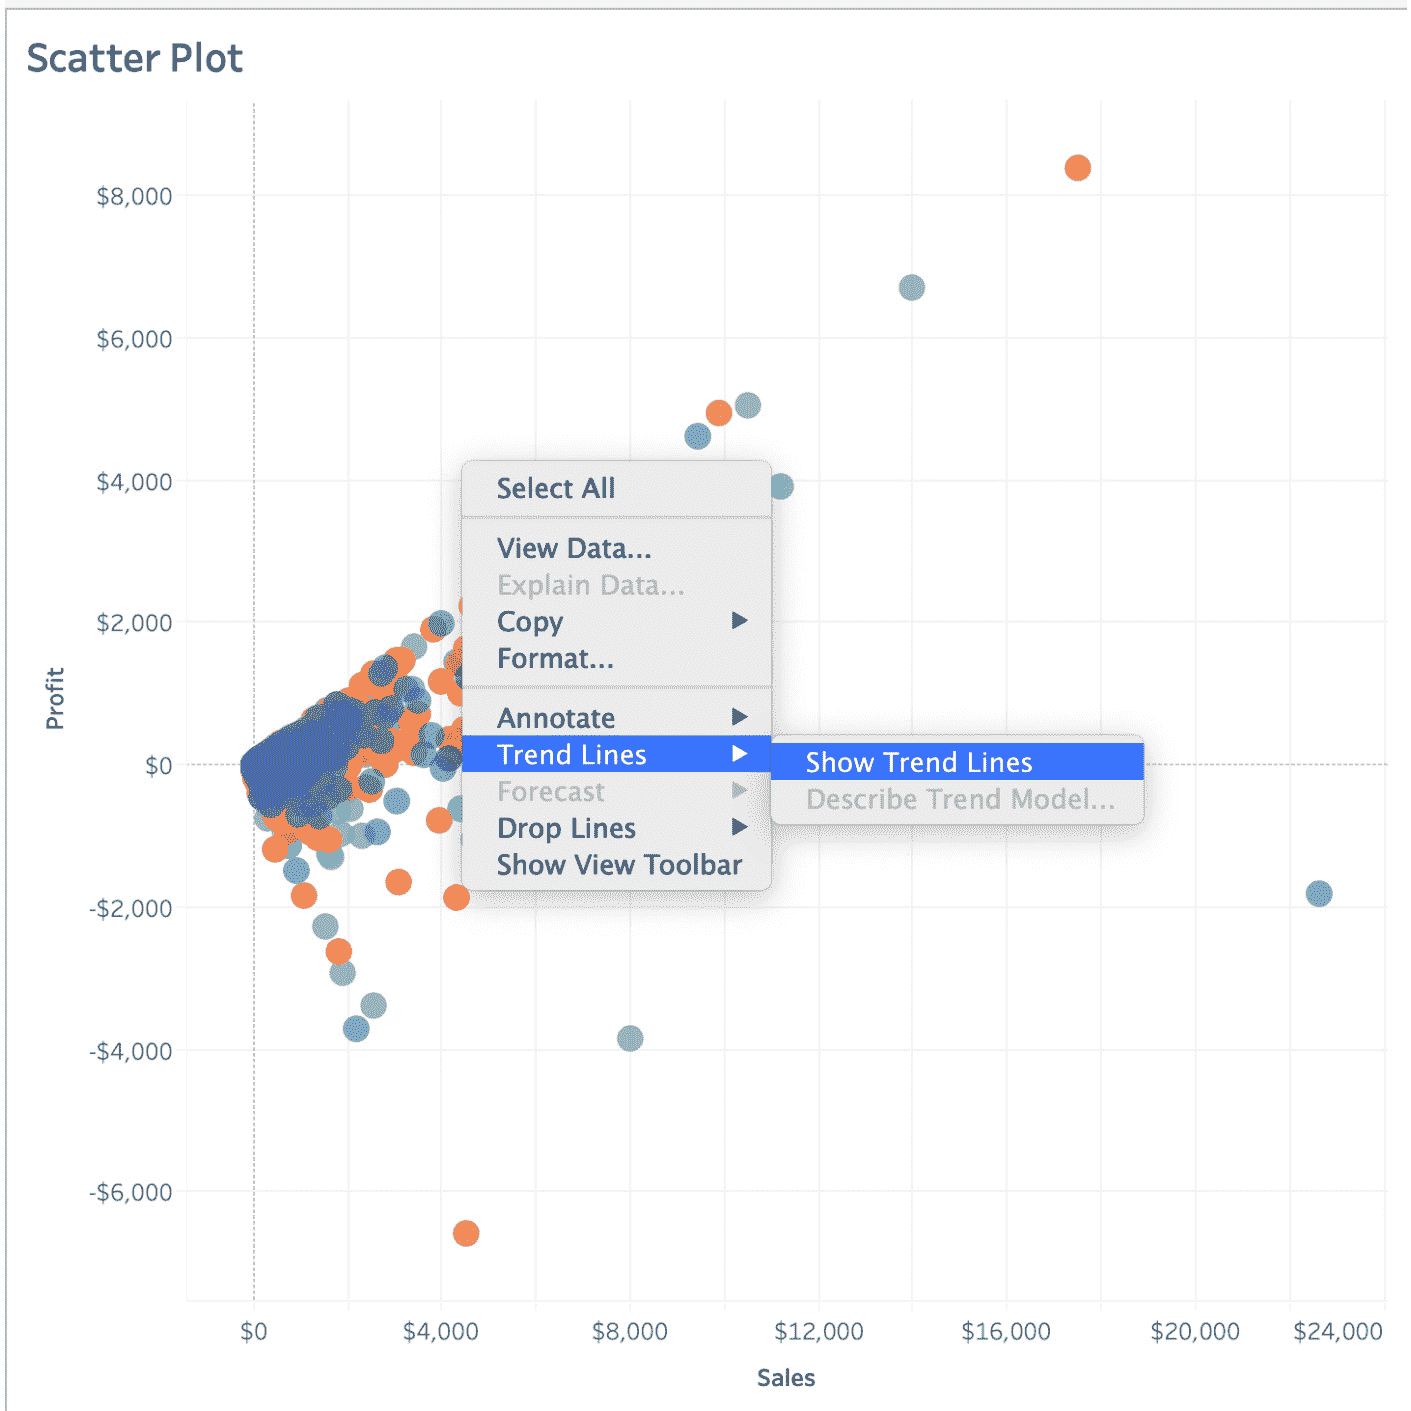 Scatter Plot
$8,000
$6,000
$4,000
$2,000
$0
-$2,000
-$4,000
-$6,000
Profit
Select All
View Data...
Explain Data...
Copy
Format...
Annotate
Trend Lines
Forecast
Drop Lines
Show View Toolbar
Show Trend Lines
Describe Trend Model...
$0 $4,000 $8,000 $12,000 $16,000 $20,000 $24,000
Sales